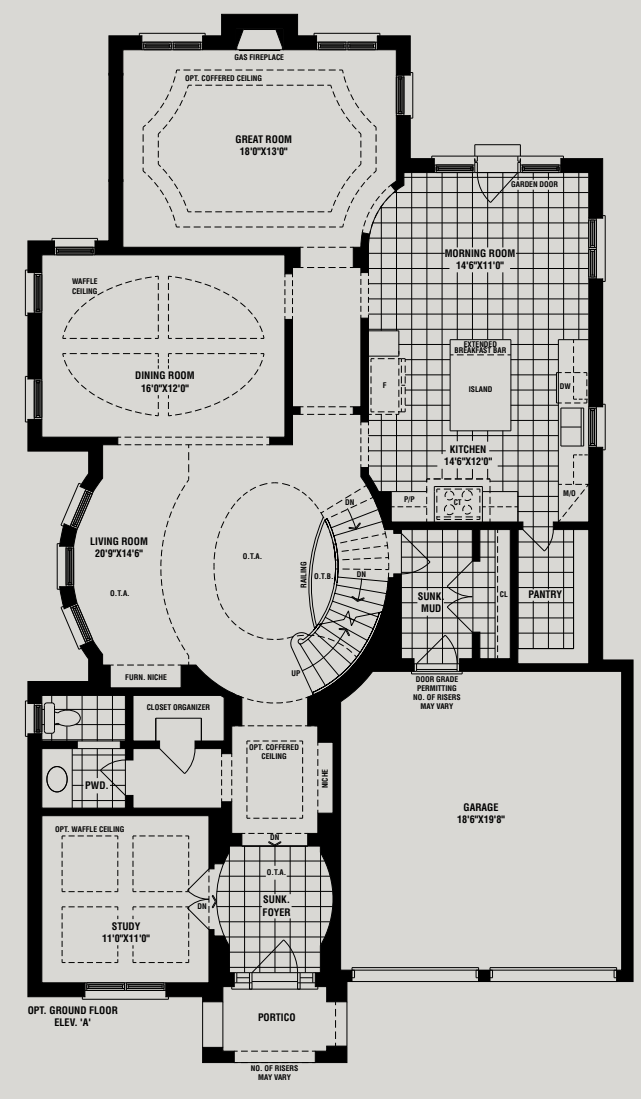 GAS FIREPLACE
OPT. COFFERED CEILING
GREAT ROOM
18'0"X13'0"
GARDEN DOOR
MORNING ROOM
14'6"X11'0"
WAFFLE
CEILING
DINING ROOM
16'0"X12'0"
EXTENDED
BREAKFAST BAR
F
ISLAND
DW
KITCHEN
14'6"X12'0"
P/P
CT
M/O
DN
LIVING ROOM
20'9"X14'6"
O.T.A.
O.T.A.
RAILING
O.T.B.
DN
UP
SUNK.
MUD
CL
PANTRY
FURN. NICHE
DOOR GRADE
PERMITTING
NO. OF RISERS
MAY VARY
CLOSET ORGANIZER
OPT. COFFERED
CEILING
NICHE
PWD.
GARAGE
18'6"X19'8"
OPT. WAFFLE CEILING
DN
O.T.A.
SUNK.
FOYER
DN
STUDY
11'0"X11'0"
OPT. GROUND FLOOR
ELEV. 'A'
PORTICO
NO. OF RISERS
MAY VARY